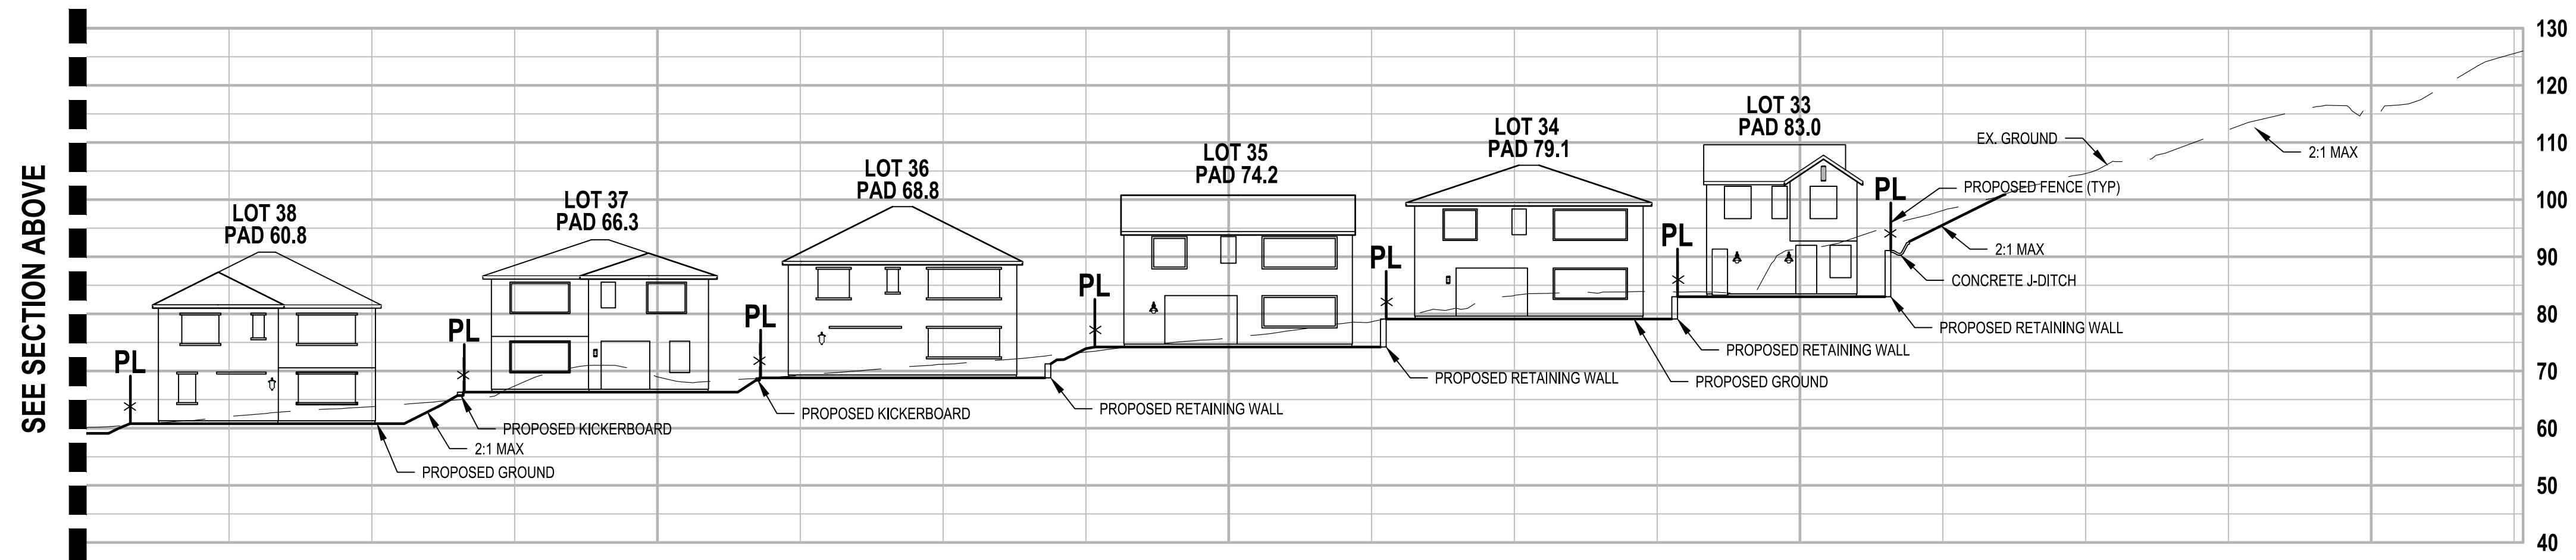 SEE SECTION ABOVE
LOT 38
PAD 60.8
LOT 37
PAD 66.3
LOT 36
PAD 68.8
LOT 35
PAD 74.2
LOT 34
PAD 79.1
LOT 33
PAD 83.0
PL
PL
PL
PL
PL
PL
PL
EX. GROUND
2:1 MAX
PROPOSED FENCE (TYP)
2:1 MAX
CONCRETE J-DITCH
PROPOSED RETAINING WALL
PROPOSED RETAINING WALL
PROPOSED GROUND
PROPOSED RETAINING WALL
PROPOSED RETAINING WALL
PROPOSED KICKERBOARD
PROPOSED KICKERBOARD
2:1 MAX
PROPOSED GROUND
130
120
110
100
90
80
70
60
50
40